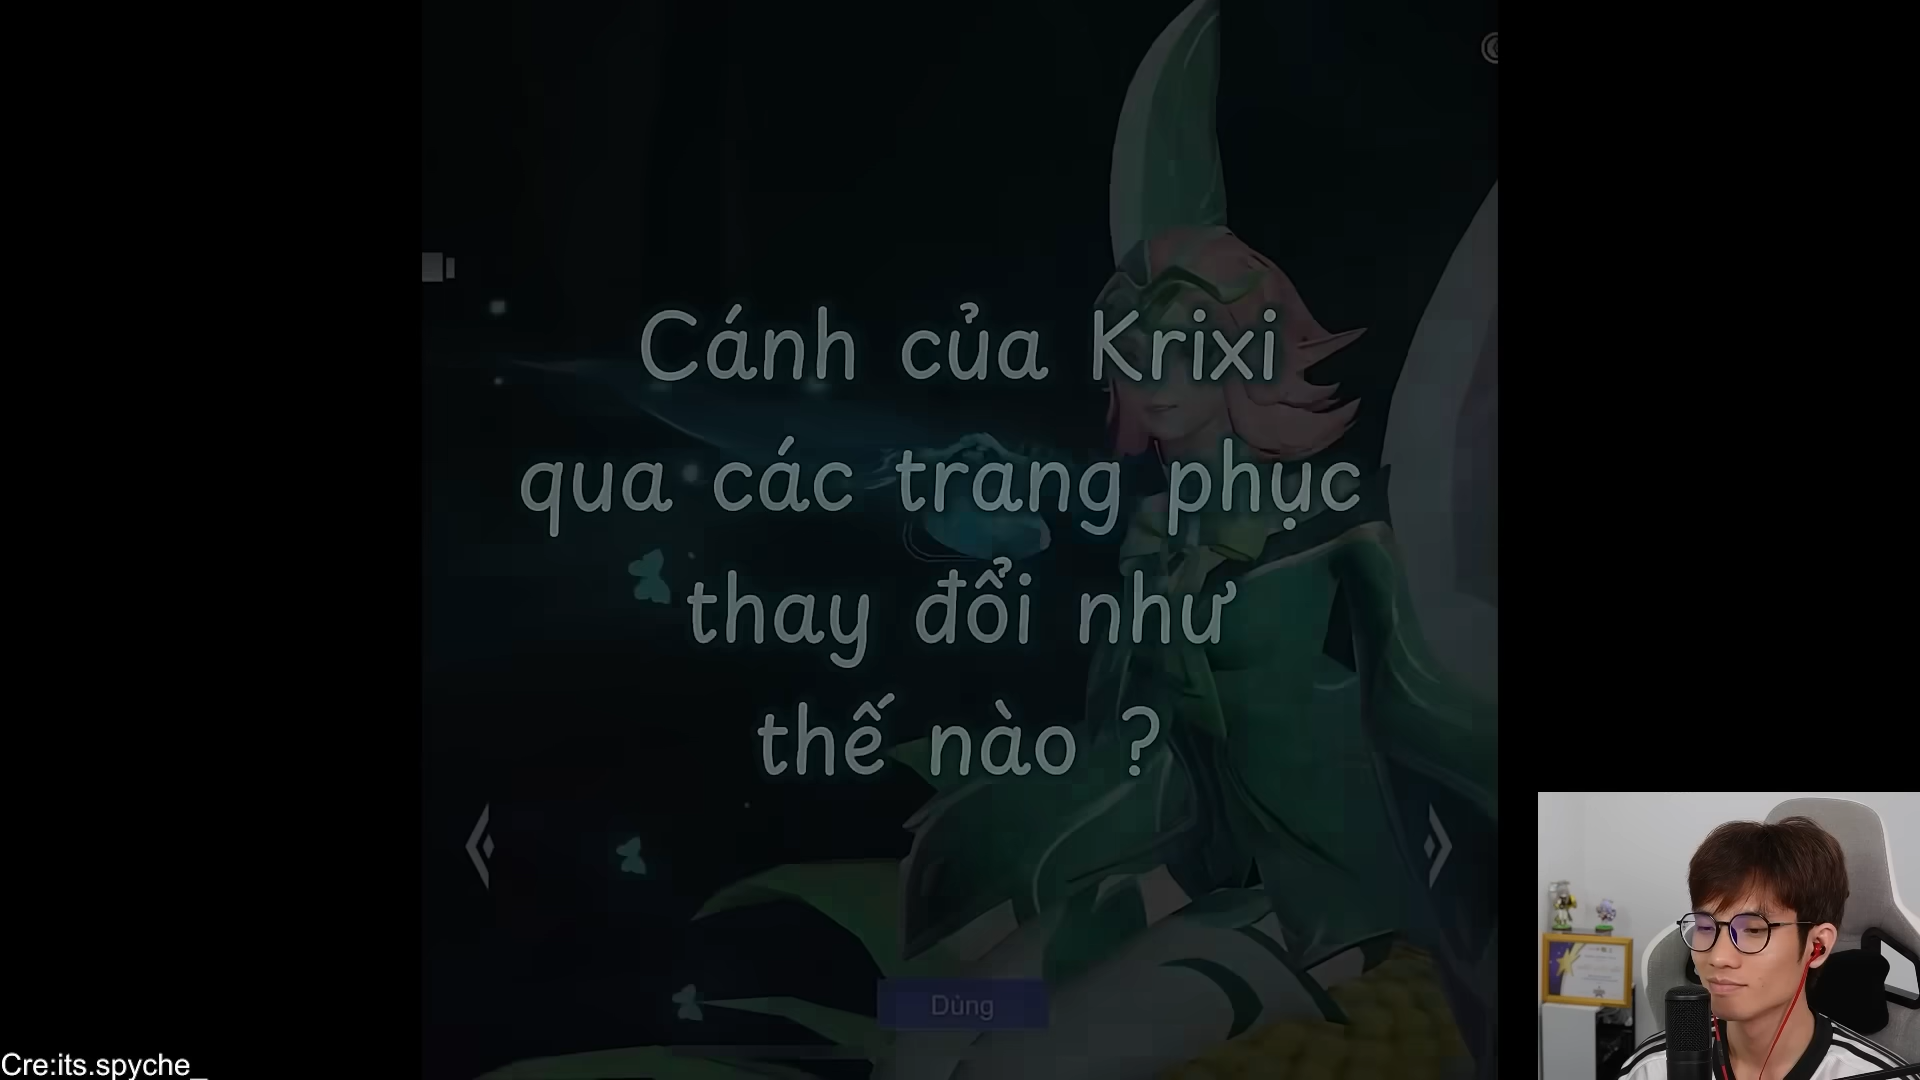 Cánh của Krixi
qua các trang phục
thay đổi như
thế nào ?
Dùng
Cre:its.spyche_